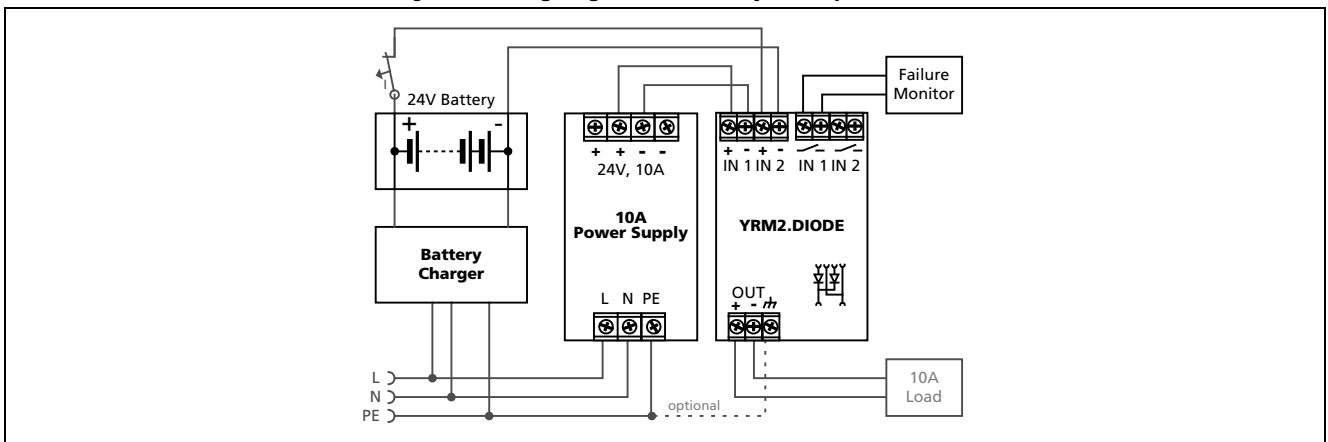 24V Battery
+ -
Battery
Charger
+ + - -
24V, 10A
10A
Power Supply
L N PE
+ - + -
IN 1 IN 2
IN 1 IN 2
YRM2.DIODE
OUT
+ -
Failure
Monitor
10A
Load
L
N
PE
optional
I